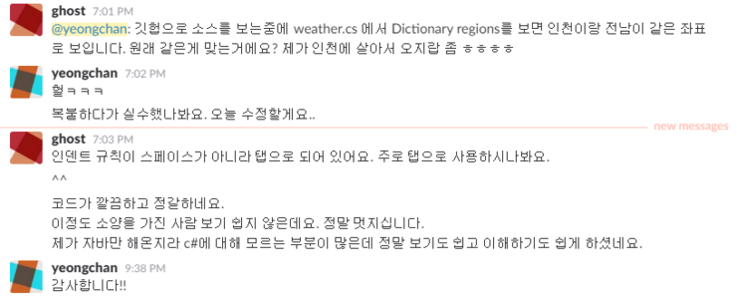 ghost 7:01 PM
@yeongchan: 깃헙으로 소스를 보는중에 weather.cs 에서 Dictionary regions를 보면 인천이랑 전남이 같은 좌표
로 보입니다. 원래 같은게 맞는거에요? 제가 인천에 살아서 오지랍 좀 ㅎㅎㅎㅎ
yeongchan 7:02 PM
헐ㅋㅋㅋ
복붙하다가 실수했나봐요. 오늘 수정할게요..
new messages
ghost 7:03 PM
인덴트 규칙이 스페이스가 아니라 탭으로 되어 있어요. 주로 탭으로 사용하시나봐요.
^^
코드가 깔끔하고 정갈하네요.
이정도 소양을 가진 사람 보기 쉽지 않은데요. 정말 멋지십니다.
제가 자바만 해온지라 c#에 대해 모르는 부분이 많은데 정말 보기도 쉽고 이해하기도 쉽게 하셨네요.
yeongchan 9:38 PM
감사합니다!!